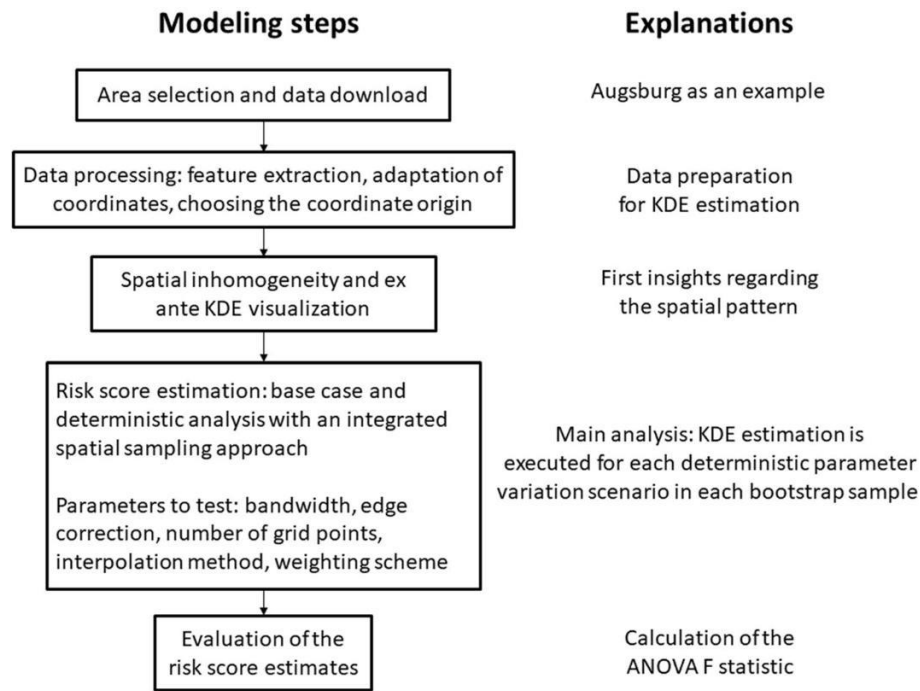 Modeling steps
Explanations
Area selection and data download
Augsburg as an example
Data processing: feature extraction, adaptation of
coordinates, choosing the coordinate origin
Data preparation
for KDE estimation
Spatial inhomogeneity and ex
ante KDE visualization
First insights regarding
the spatial pattern
Risk score estimation: base case and
deterministic analysis with an integrated
spatial sampling approach
Parameters to test: bandwidth, edge
correction, number of grid points,
interpolation method, weighting scheme
Main analysis: KDE estimation is
executed for each deterministic parameter
variation scenario in each bootstrap sample
Evaluation of the
risk score estimates
Calculation of the
ANOVA F statistic